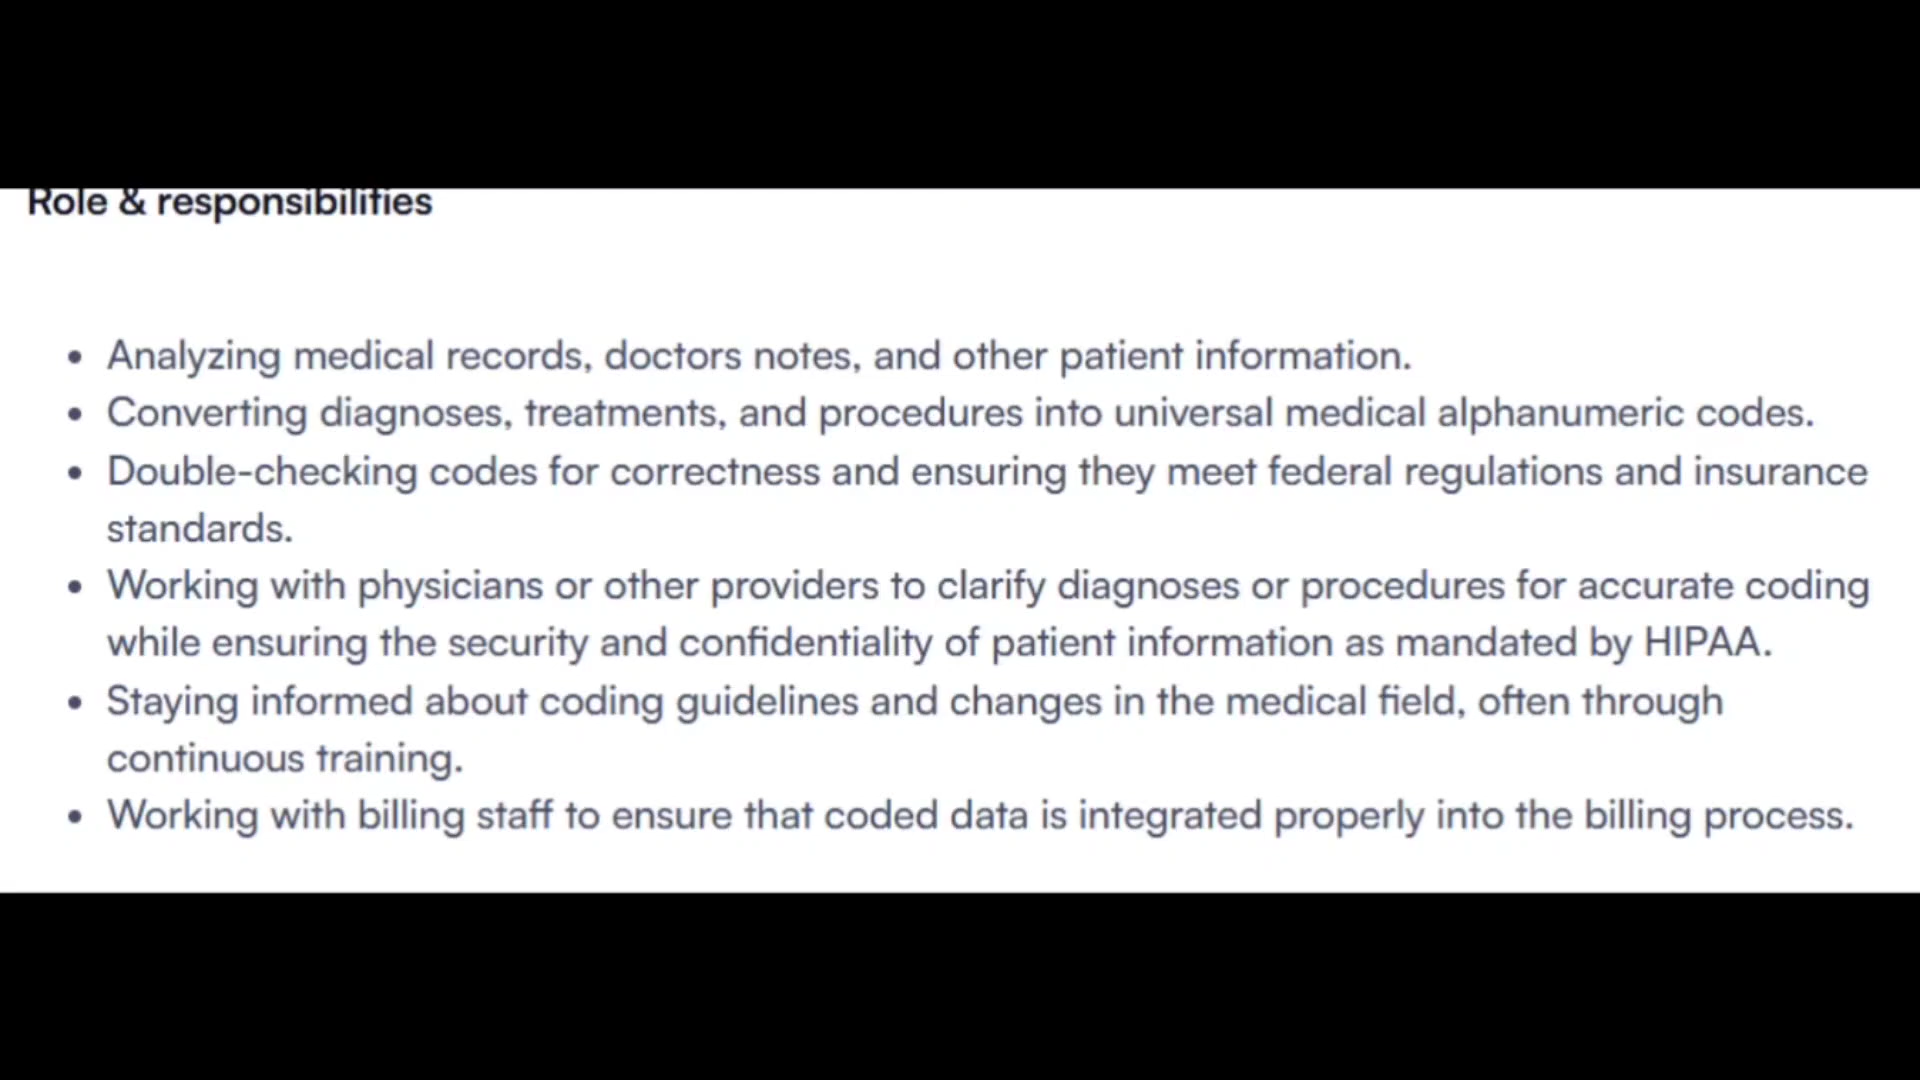 Role & responsibilities
• Analyzing medical records, doctors notes, and other patient information.
• Converting diagnoses, treatments, and procedures into universal medical alphanumeric codes.
• Double-checking codes for correctness and ensuring they meet federal regulations and insurance
standards.
• Working with physicians or other providers to clarify diagnoses or procedures for accurate coding
while ensuring the security and confidentiality of patient information as mandated by HIPAA.
• Staying informed about coding guidelines and changes in the medical field, often through
continuous training.
• Working with billing staff to ensure that coded data is integrated properly into the billing process.